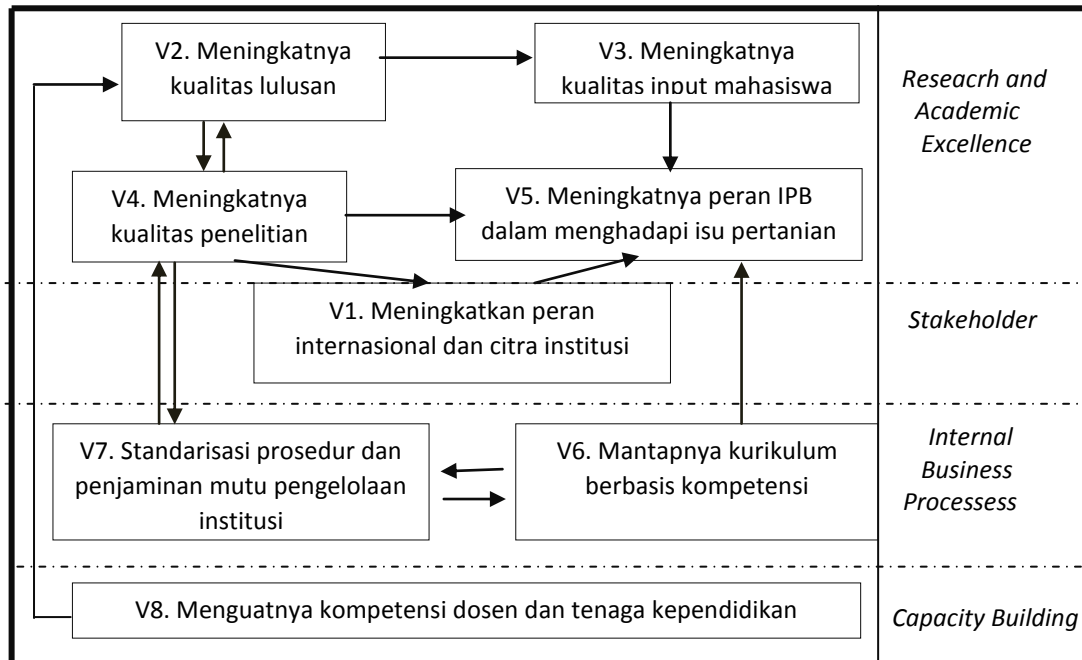 V2. Meningkatnya
kualitas lulusan
V3. Meningkatnya
kualitas input mahasiswa
Reseacrh and
Academic
Excellence
V4. Meningkatnya
kualitas penelitian
V5. Meningkatnya peran IPB
dalam menghadapi isu pertanian
V1. Meningkatkan peran
internasional dan citra institusi
Stakeholder
V7. Standarisasi prosedur dan
penjaminan mutu pengelolaan
institusi
V6. Mantapnya kurikulum
berbasis kompetensi
Internal
Business
Processess
V8. Menguatnya kompetensi dosen dan tenaga kependidikan
Capacity Building